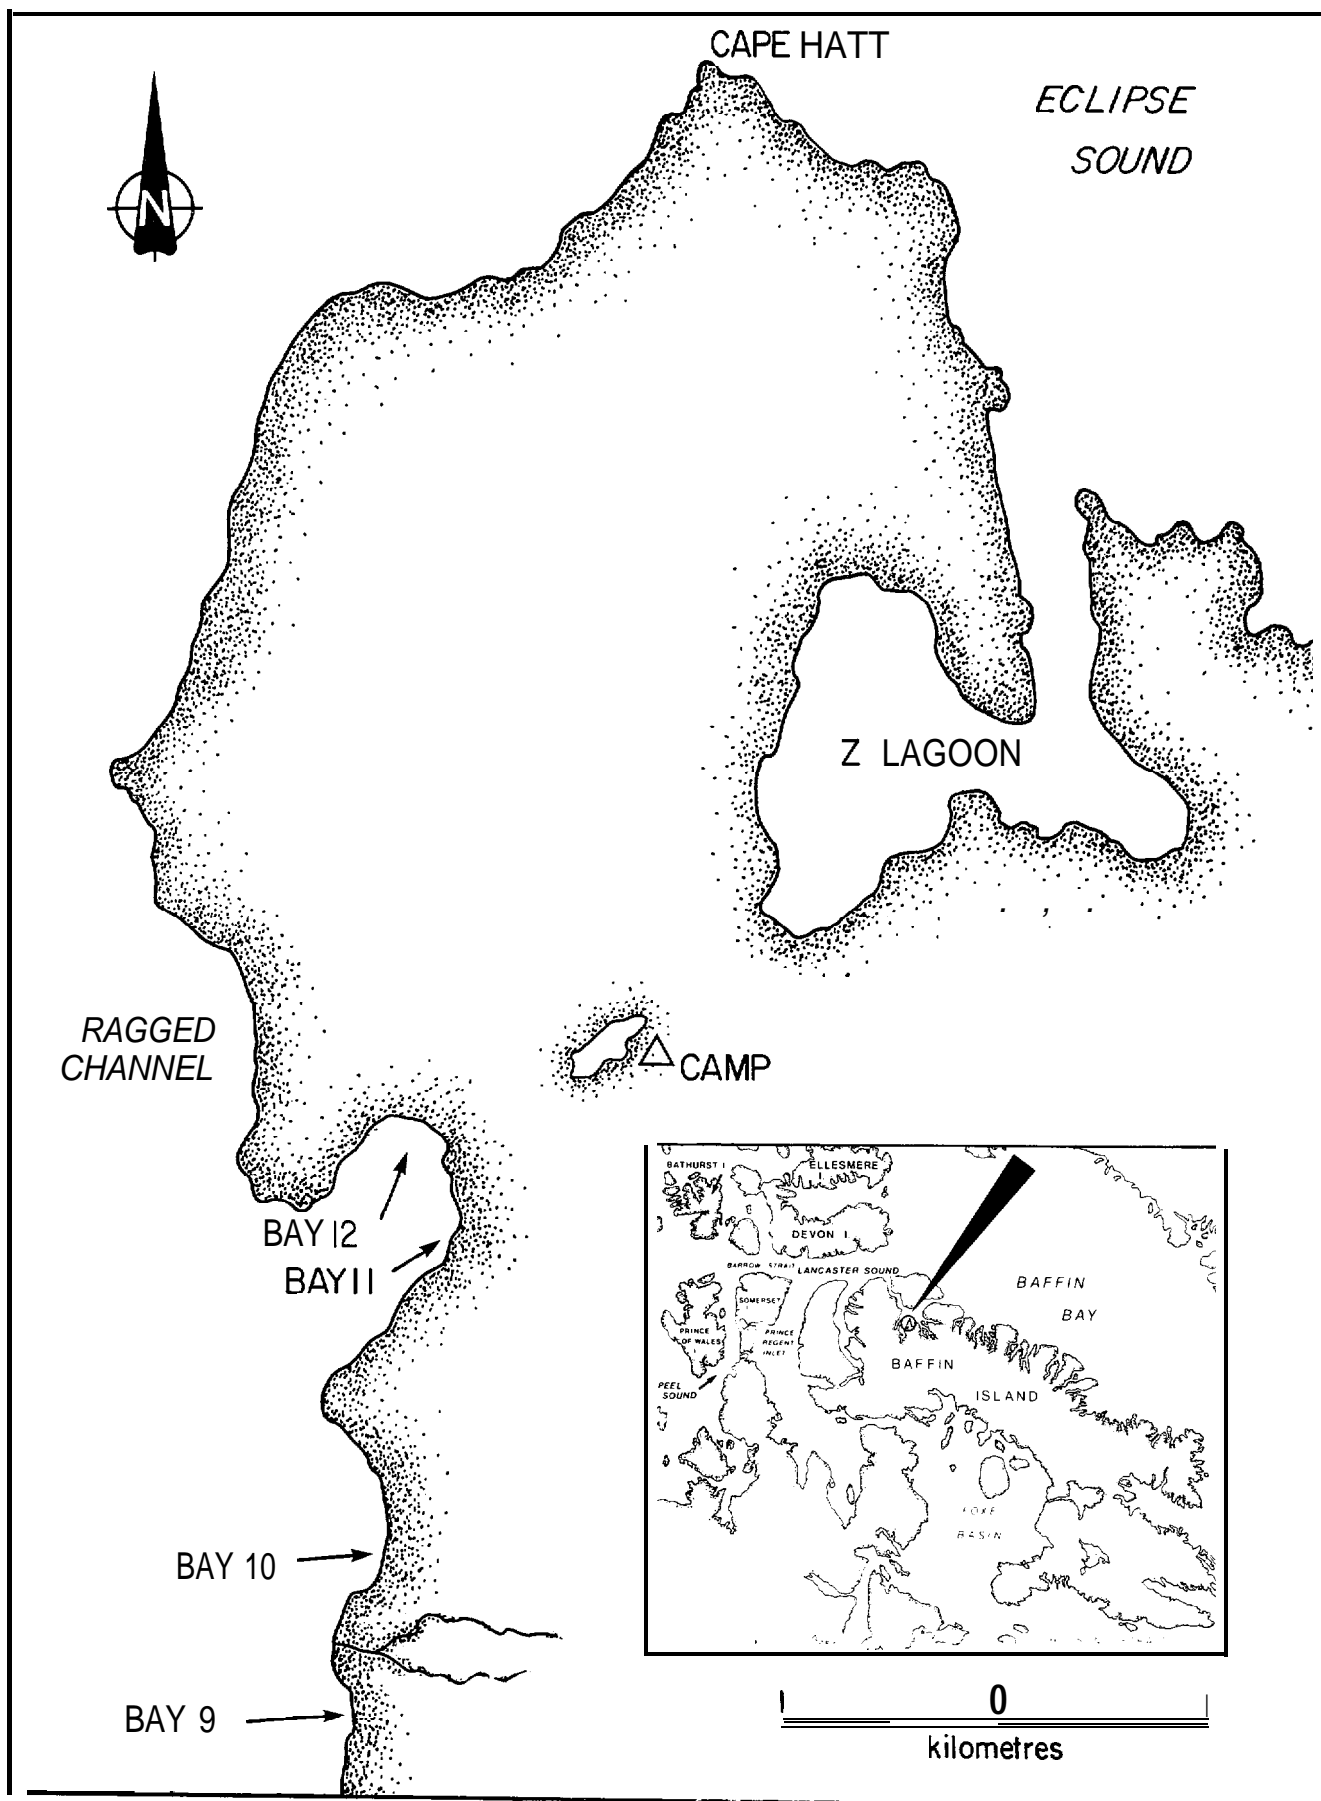 CAPE HATT
ECLIPSE
SOUND
N
Z LAGOON
RAGGED
CHANNEL
CAMP
BAY 12
BAY 11
BAY 10
BAY 9
BATHURST I
ELLESMERE
I
DEVON I.
BARROW STRAIT
LANCASTER SOUND
SOMERSET
PRINCE
OF WALES
PRINCE
REGENT
INLET
PEEL
SOUND
BAFFIN
BAY
A
BAFFIN
ISLAND
FOXE
BASIN
0
kilometres